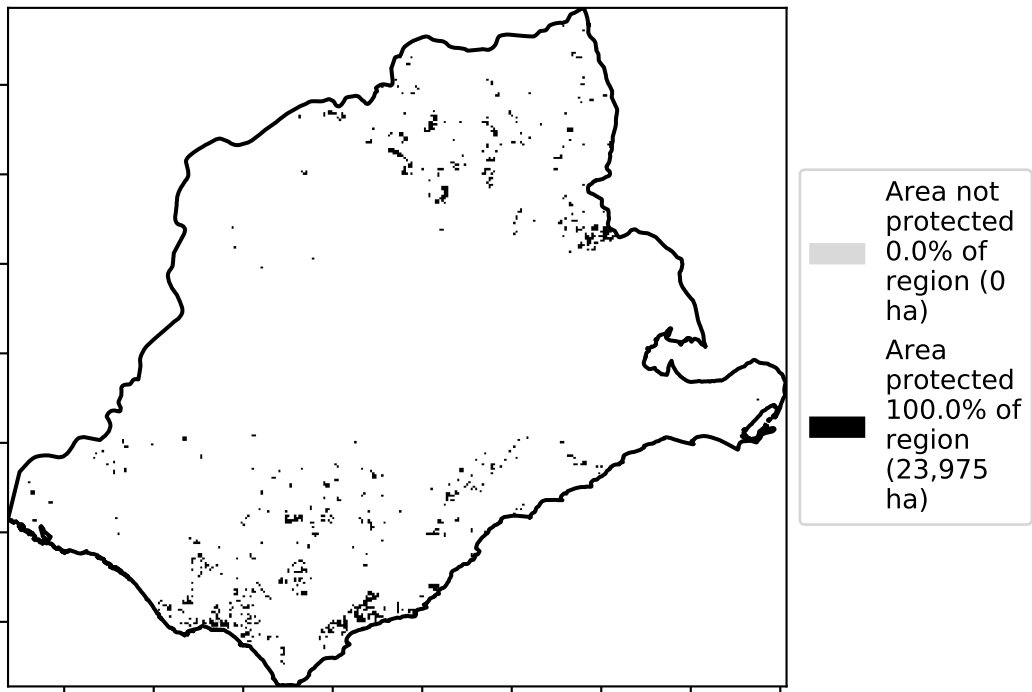 Area not
protected
0.0% of
region (0
ha)
Area
protected
100.0% of
region
(23,975
ha)